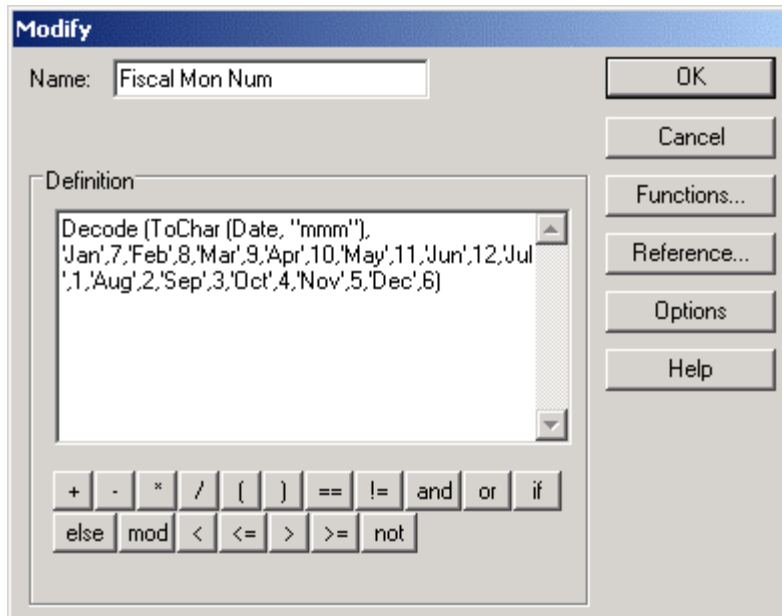 Modify
Name: Fiscal Mon Num
OK
Cancel
Definition
Functions...
Decode (ToChar (Date, "mmm"),
'Jan',7,'Feb',8,'Mar',9,'Apr',10,'May',11,'Jun',12,'Jul
',1,'Aug',2,'Sep',3,'Oct',4,'Nov',5,'Dec',6)
Reference...
Options
Help
+ - * / ( ) == != and or if
else mod < <= > >= not